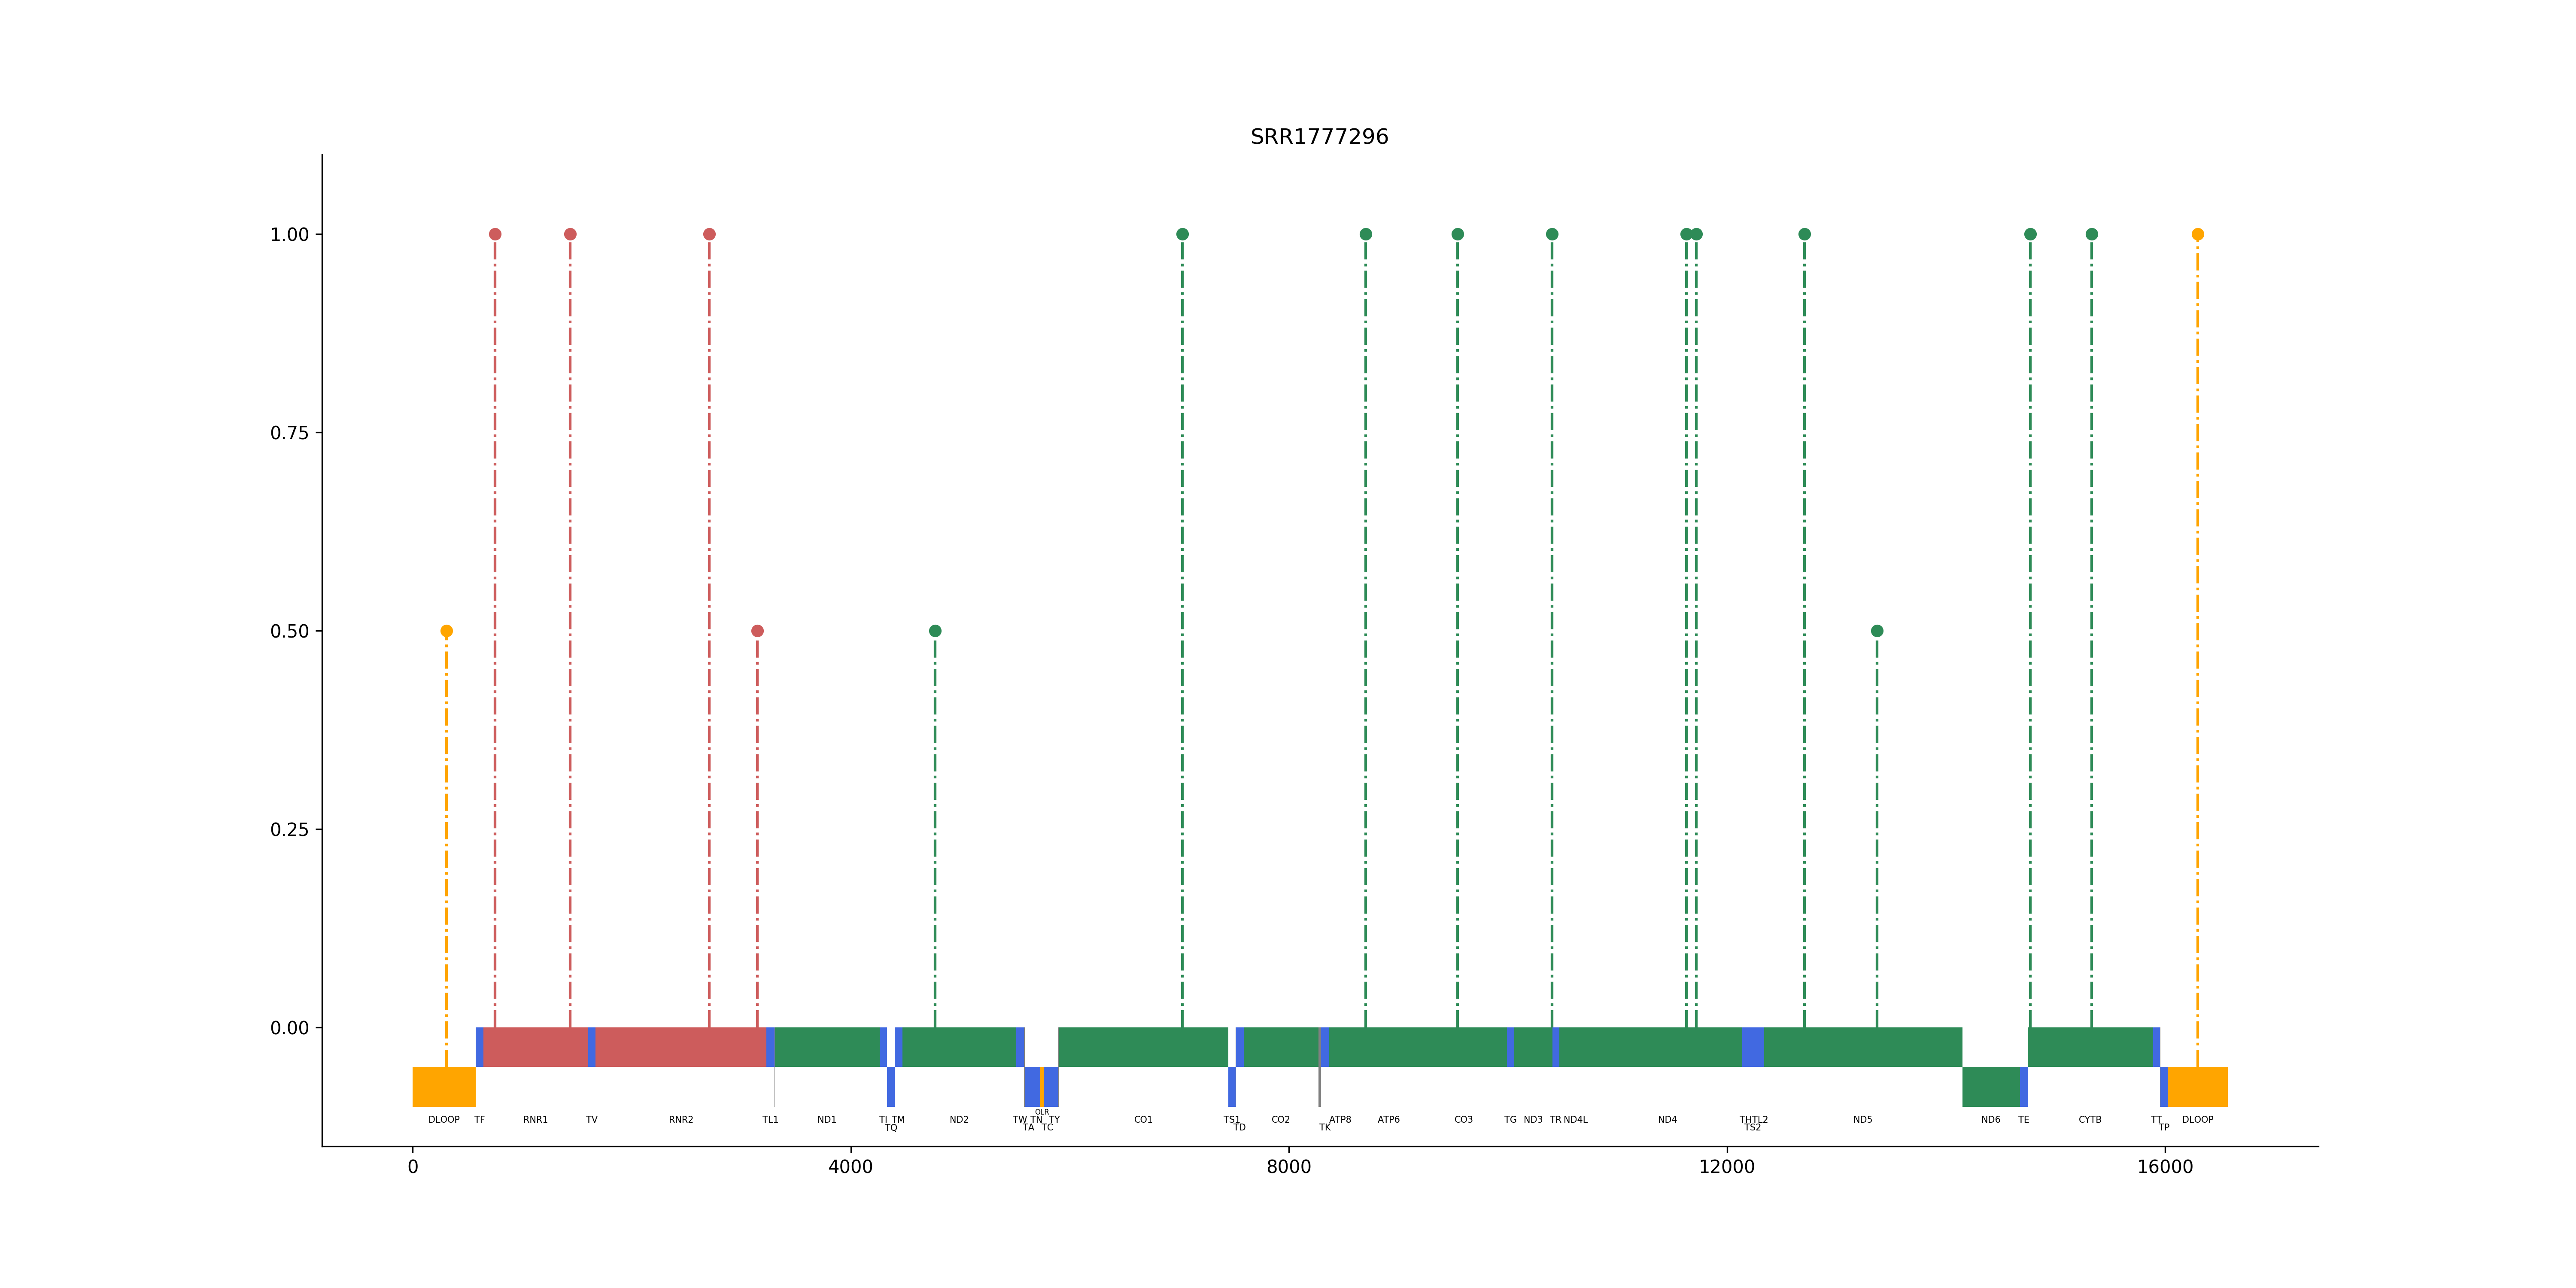 SRR1777296
1.00
0.75
0.50
0.25
0.00
OLR
DLOOP TF RNR1 TV RNR2 TL1 ND1 TI TM ND2 TW TN TY CO1 TS1 CO2 ATP8 ATP6 CO3 TG ND3 TR ND4L ND4 TH TL2 ND5 ND6 TE CYTB TT DLOOP
TQ TA TC TD TK TS2 TP
0 4000 8000 12000 16000